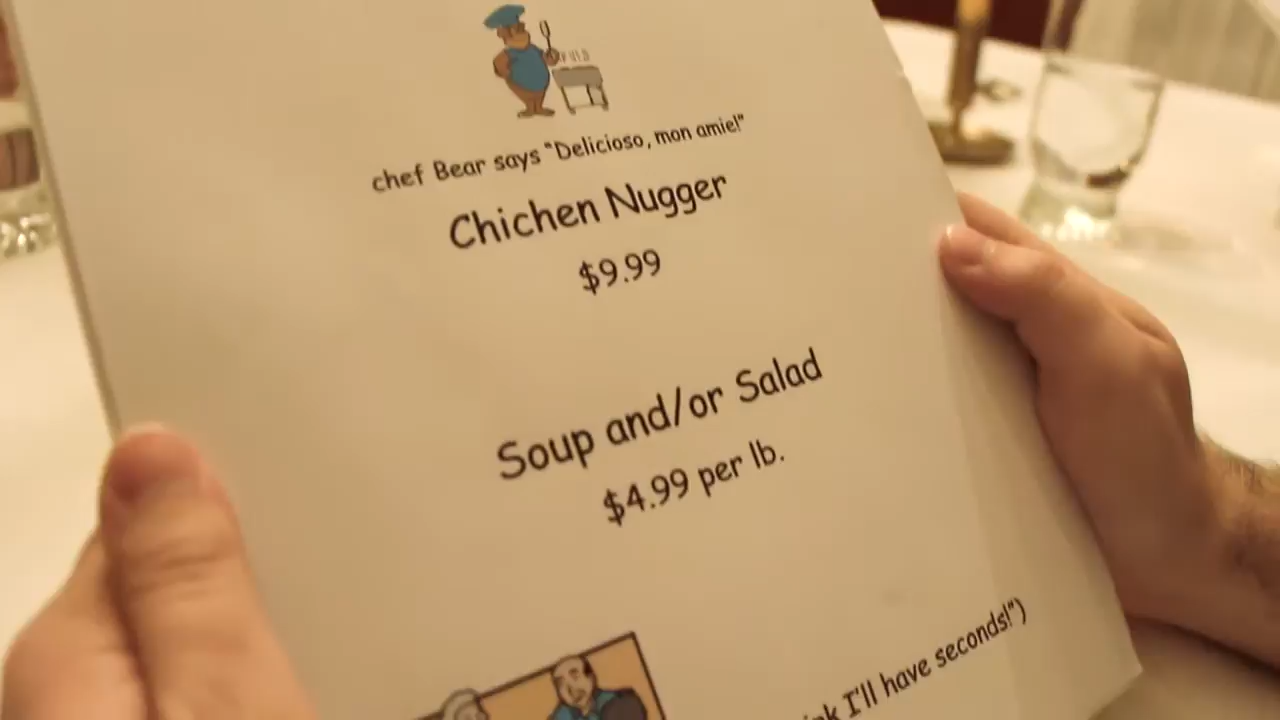 chef Bear says "Delicioso, mon amie!"
Chichen Nugger
$9.99
Soup and/or Salad
$4.99 per lb.
I'll have seconds!")